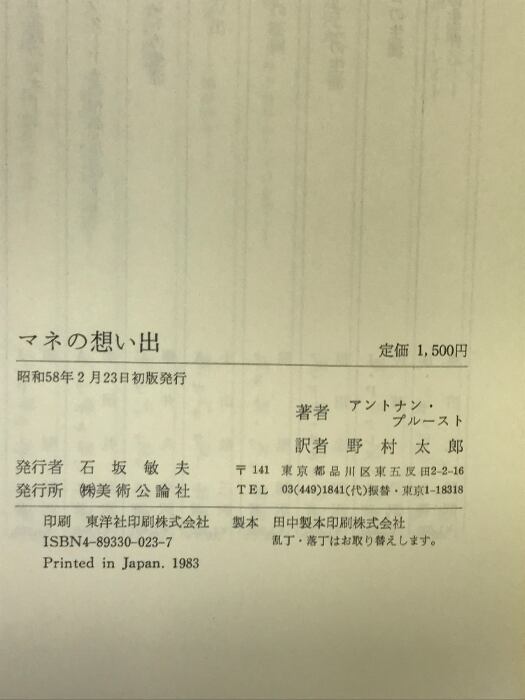 マネの想い出
定価 1,500円
昭和58年2月23日初版発行
著者 アントナン・
プルースト
訳者 野村太郎
発行者 石坂敏夫
〒141 東京都品川区東五反田2-2-16
発行所 ㈱美術公論社
TEL 03(449)1841(代)振替・東京1-18318
印刷 東洋社印刷株式会社 製本 田中製本印刷株式会社
ISBN4-89330-023-7
乱丁・落丁はお取り替えします。
Printed in Japan. 1983